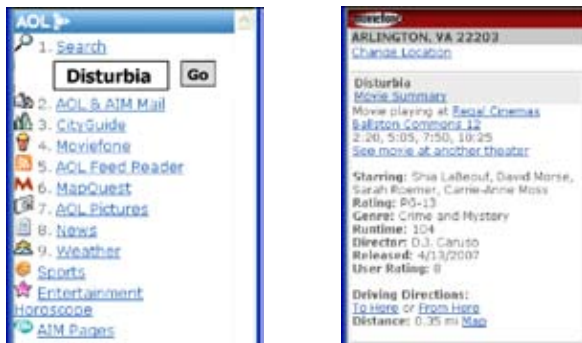 AOL
1. Search
Disturbia Go
2. AOL & AIM Mail
3. CityGuide
4. Moviefone
5. AOL Feed Reader
6. MapQuest
7. AOL Pictures
8. News
9. Weather
Sports
Entertainment
Horoscope
AIM Pages
moviefone
ARLINGTON, VA 22203
Change Location
Disturbia
Movie Summary
Movie playing at Regal Cinemas
Ballston Commons 12
2:20, 5:05, 7:50, 10:25
See movie at another theater
Starring: Shia LaBeouf, David Morse,
Sarah Roemer, Carrie-Anne Moss
Rating: PG-13
Genre: Crime and Mystery
Runtime: 104
Director: D.J. Caruso
Released: 4/13/2007
User Rating: 8
Driving Directions:
To Here or From Here
Distance: 0.35 mi Map